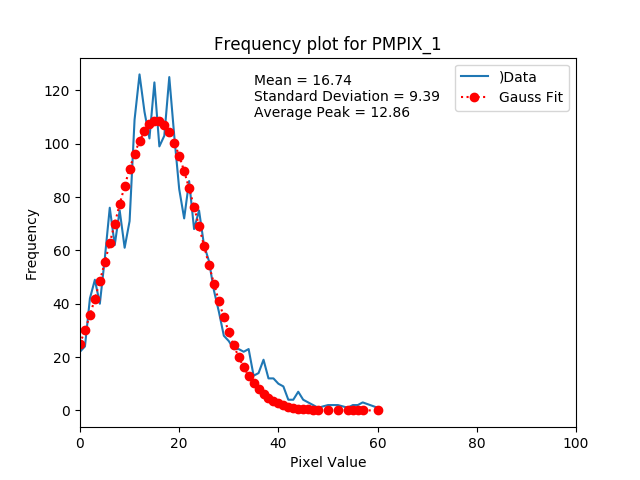 Frequency plot for PMPIX_1
Mean = 16.74
Standard Deviation = 9.39
Average Peak = 12.86
)Data
Gauss Fit
Frequency
120
100
80
60
40
20
0
0 20 40 60 80 100
Pixel Value